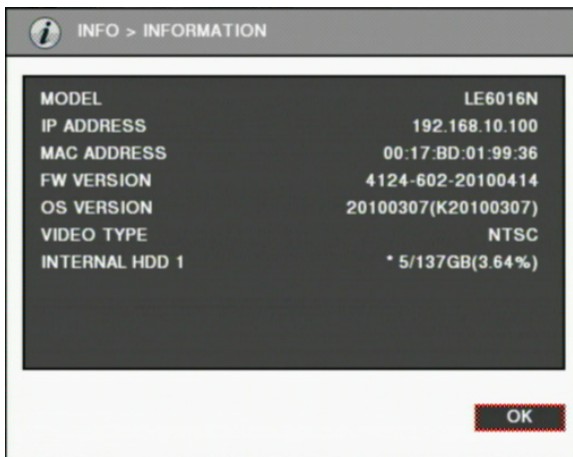 i INFO > INFORMATION
MODEL LE6016N
IP ADDRESS 192.168.10.100
MAC ADDRESS 00:17:BD:01:99:36
FW VERSION 4124-602-20100414
OS VERSION 20100307(K20100307)
VIDEO TYPE NTSC
INTERNAL HDD 1 * 5/137GB(3.64%)
OK